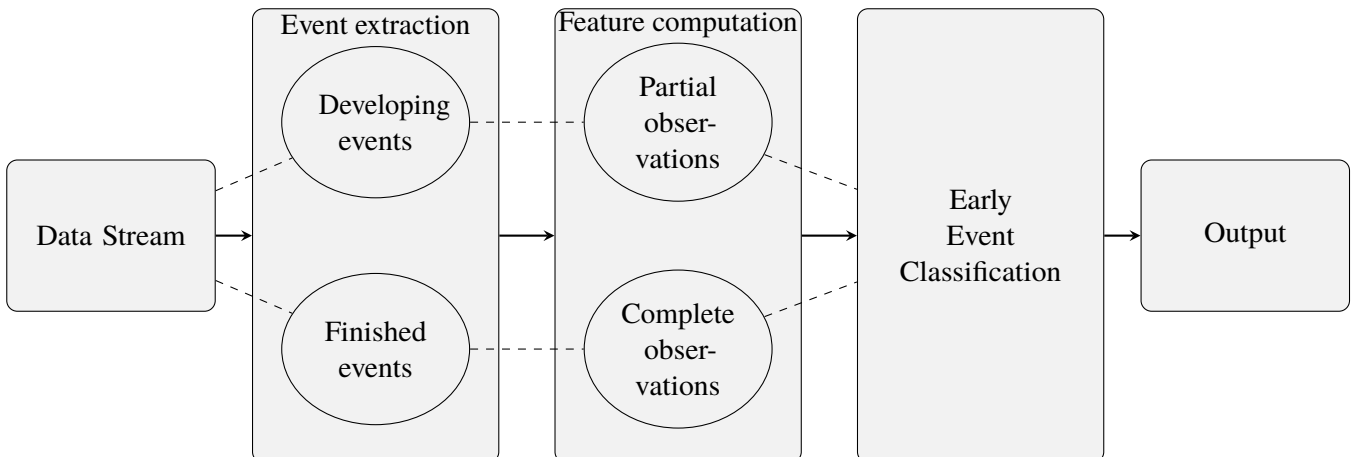 Event extraction
Feature computation
Developing
events
Partial
obser-
vations
Data Stream
Early
Event
Classification
Output
Finished
events
Complete
obser-
vations